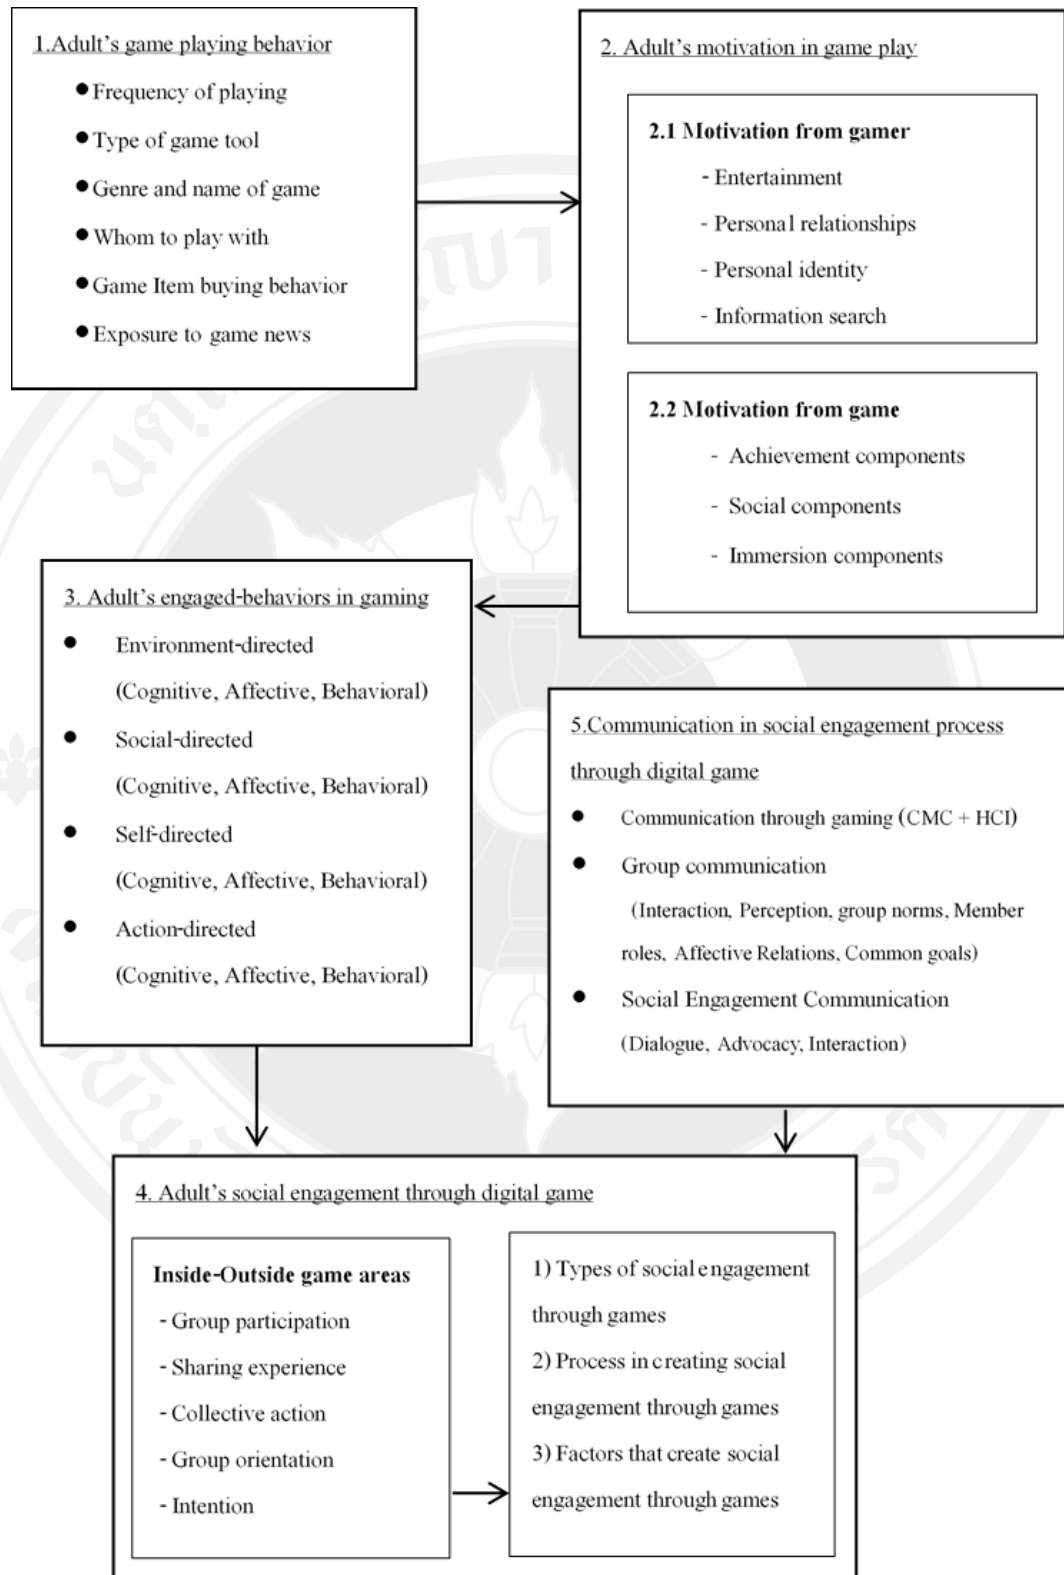 1.Adult's game playing behavior
●Frequency of playing
●Type of game tool
●Genre and name of game
●Whom to play with
●Game Item buying behavior
●Exposure to game news
2. Adult's motivation in game play
2.1 Motivation from gamer
- Entertainment
- Personal relationships
- Personal identity
- Information search
2.2 Motivation from game
- Achievement components
- Social components
- Immersion components
3. Adult's engaged-behaviors in gaming
● Environment-directed
(Cognitive, Affective, Behavioral)
● Social-directed
(Cognitive, Affective, Behavioral)
● Self-directed
(Cognitive, Affective, Behavioral)
● Action-directed
(Cognitive, Affective, Behavioral)
5.Communication in social engagement process
through digital game
● Communication through gaming (CMC + HCI)
● Group communication
(Interaction, Perception, group norms, Member
roles, Affective Relations, Common goals)
● Social Engagement Communication
(Dialogue, Advocacy, Interaction)
4. Adult's social engagement through digital game
Inside-Outside game areas
- Group participation
- Sharing experience
- Collective action
- Group orientation
- Intention
1) Types of social engagement
through games
2) Process in creating social
engagement through games
3) Factors that create social
engagement through games